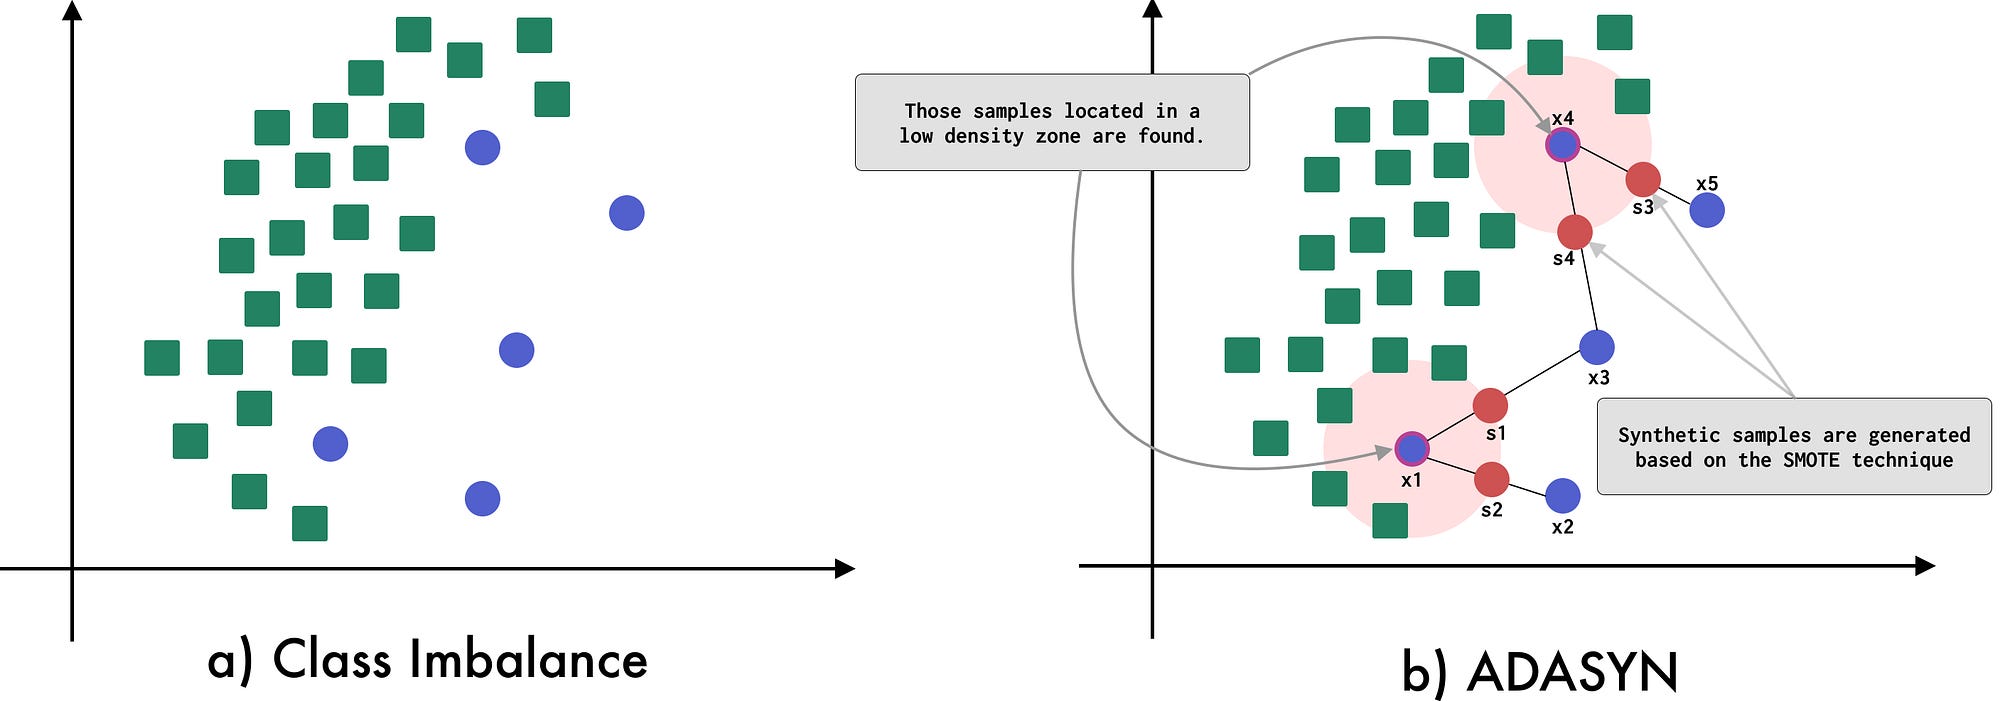 Those samples located in a
low density zone are found.
x4
x5
s3
s4
x3
s1
x1
s2
x2
Synthetic samples are generated
based on the SMOTE technique
a) Class Imbalance
b) ADASYN